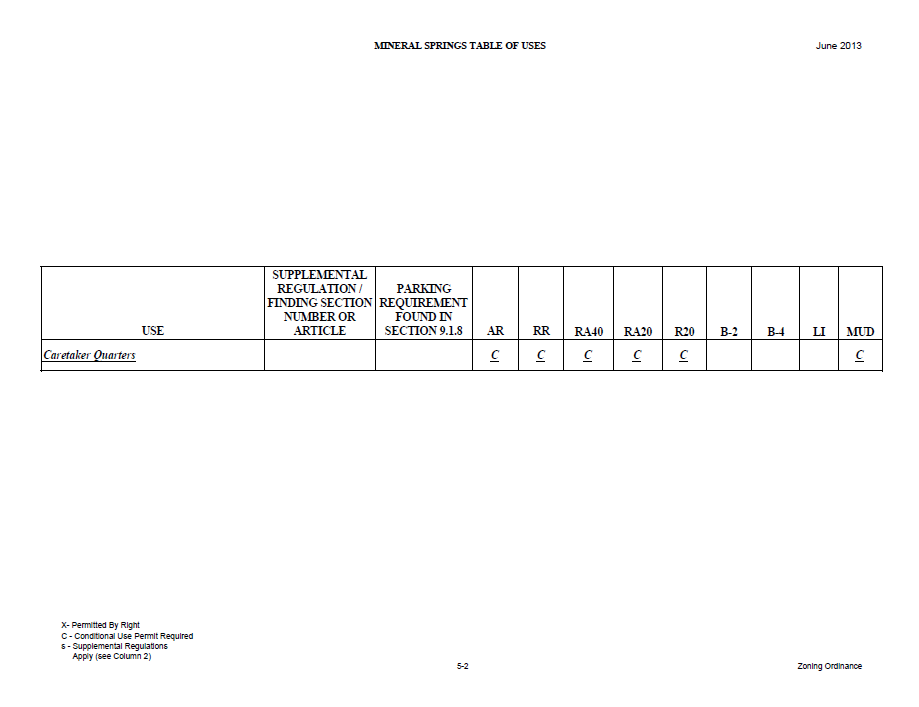 MINERAL SPRINGS TABLE OF USES June 2013
USE SUPPLEMENTAL REGULATION / FINDING SECTION NUMBER OR ARTICLE PARKING REQUIREMENT FOUND IN SECTION 9.1.8 AR RR RA40 RA20 R20 B-2 B-4 LI MUD
Caretaker Quarters C C C C C C
X- Permitted By Right
C - Conditional Use Permit Required
s - Supplemental Regulations
Apply (see Column 2)
5-2 Zoning Ordinance